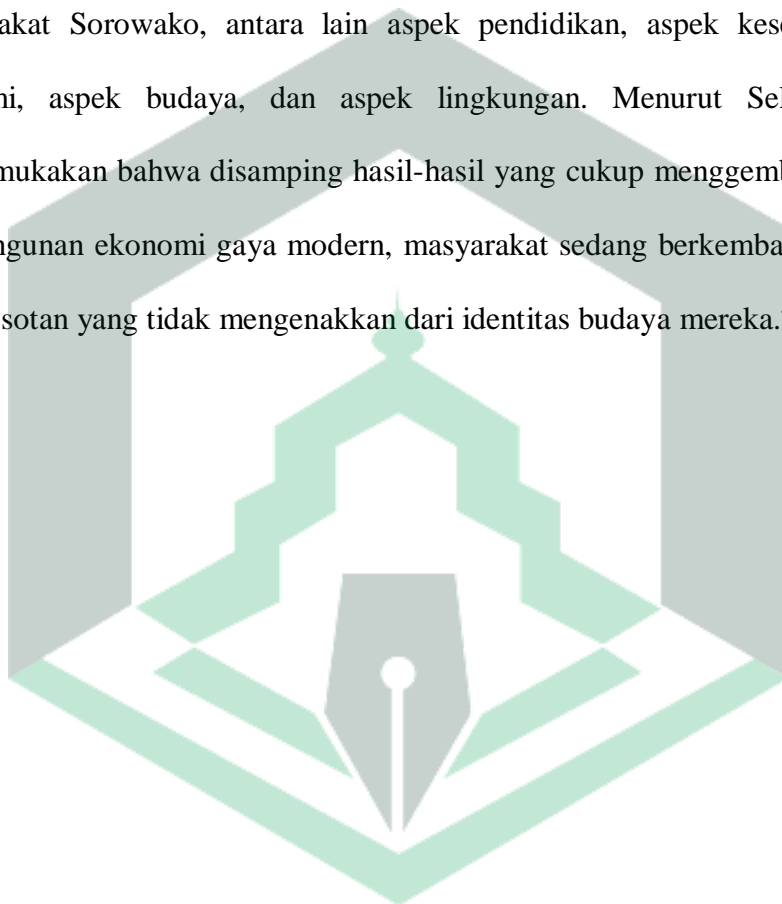 akat Sorowako, antara lain aspek pendidikan, aspek kese
ni, aspek budaya, dan aspek lingkungan. Menurut Sel
mukakan bahwa disamping hasil-hasil yang cukup menggemb
ngunan ekonomi gaya modern, masyarakat sedang berkemba
sotan yang tidak mengenakkan dari identitas budaya mereka.